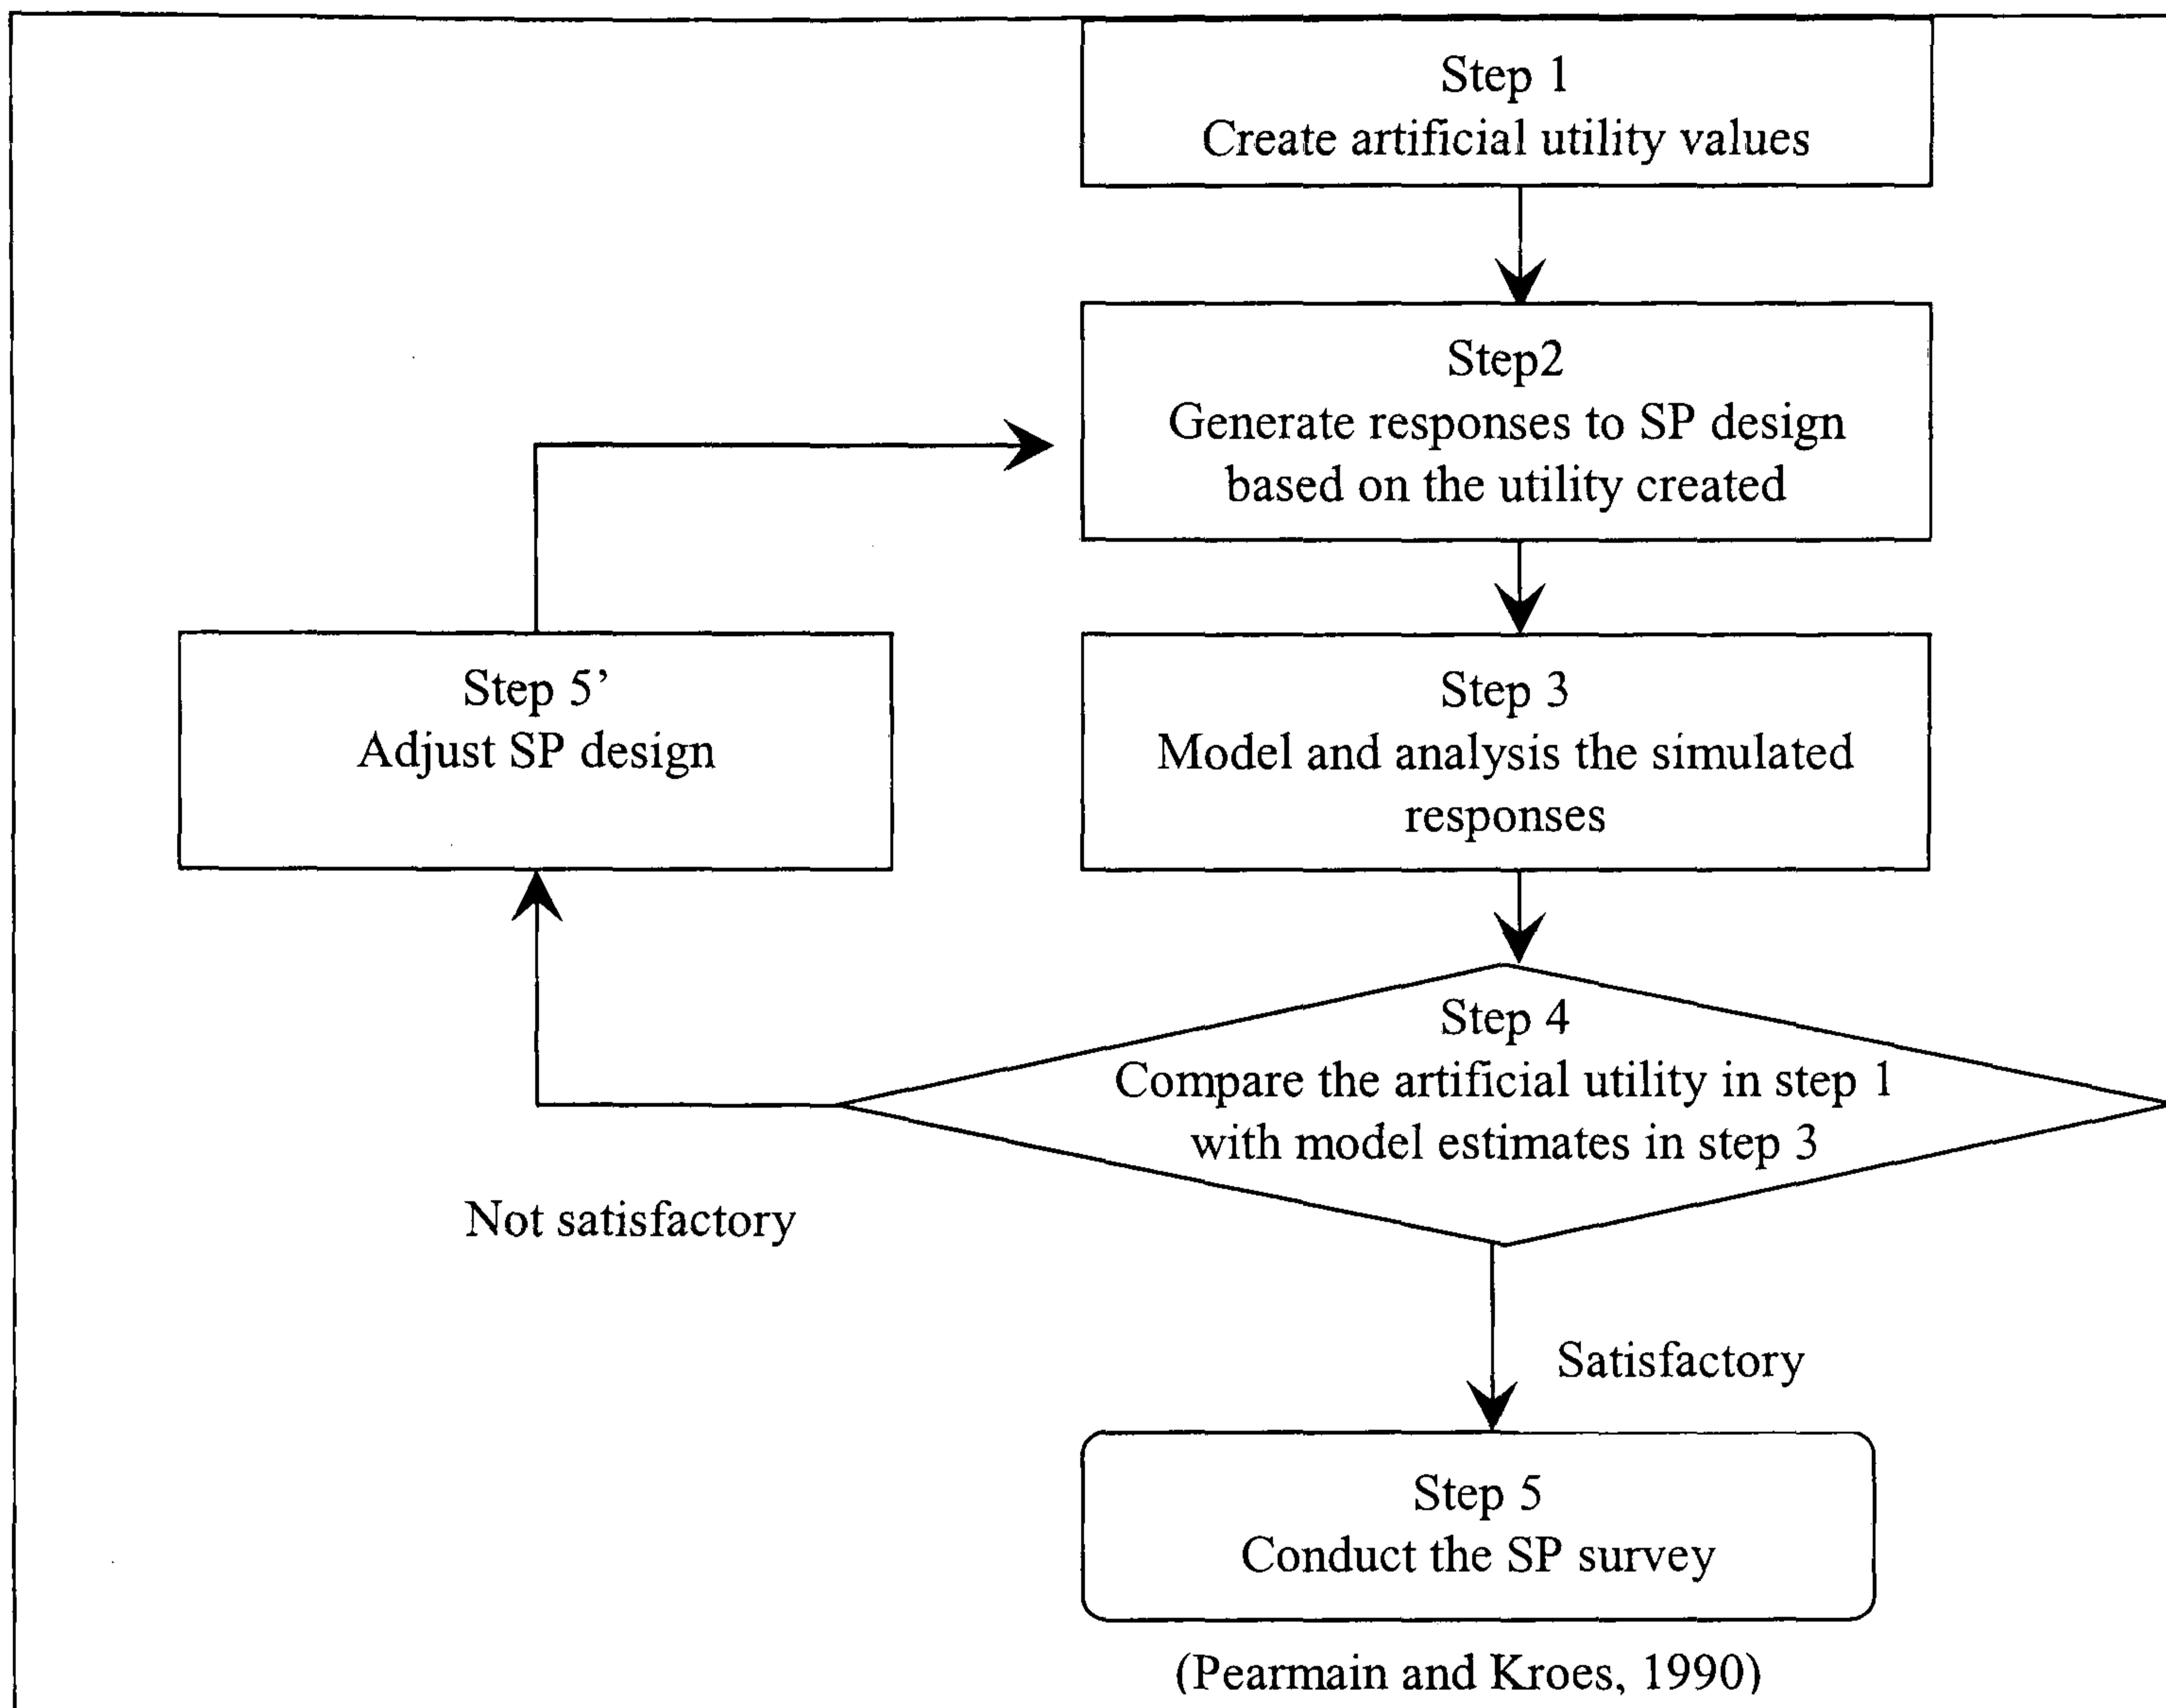 Step 1
Create artificial utility values
Step2
Generate responses to SP design
based on the utility created
Step 5’
Adjust SP design
Step 3
Model and analysis the simulated
responses
Step 4
Compare the artificial utility in step 1
with model estimates in step 3
Not satisfactory
Satisfactory
Step 5
Conduct the SP survey
(Pearmain and Kroes, 1990)